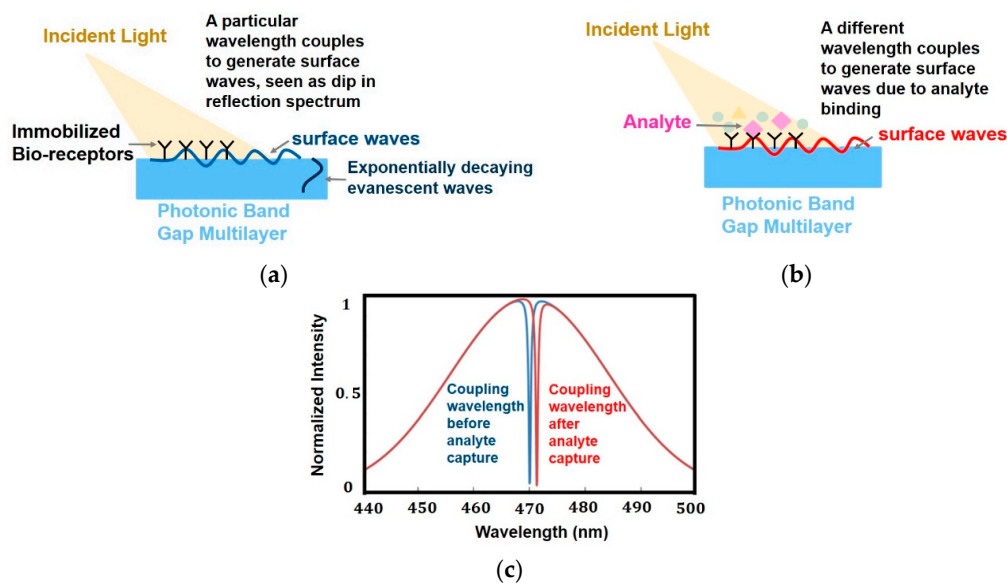 Incident Light
A particular
wavelength couples
to generate surface
waves, seen as dip in
reflection spectrum
Immobilized
Bio-receptors
surface waves
Exponentially decaying
evanescent waves
Photonic Band
Gap Multilayer
(a)
Incident Light
A different
wavelength couples
to generate surface
waves due to analyte
binding
Analyte
surface waves
Photonic Band
Gap Multilayer
(b)
Normalized Intensity
1
0.5
0
Coupling
wavelength
before
analyte
capture
Coupling
wavelength
after
analyte
capture
440 450 460 470 480 490 500
Wavelength (nm)
(c)